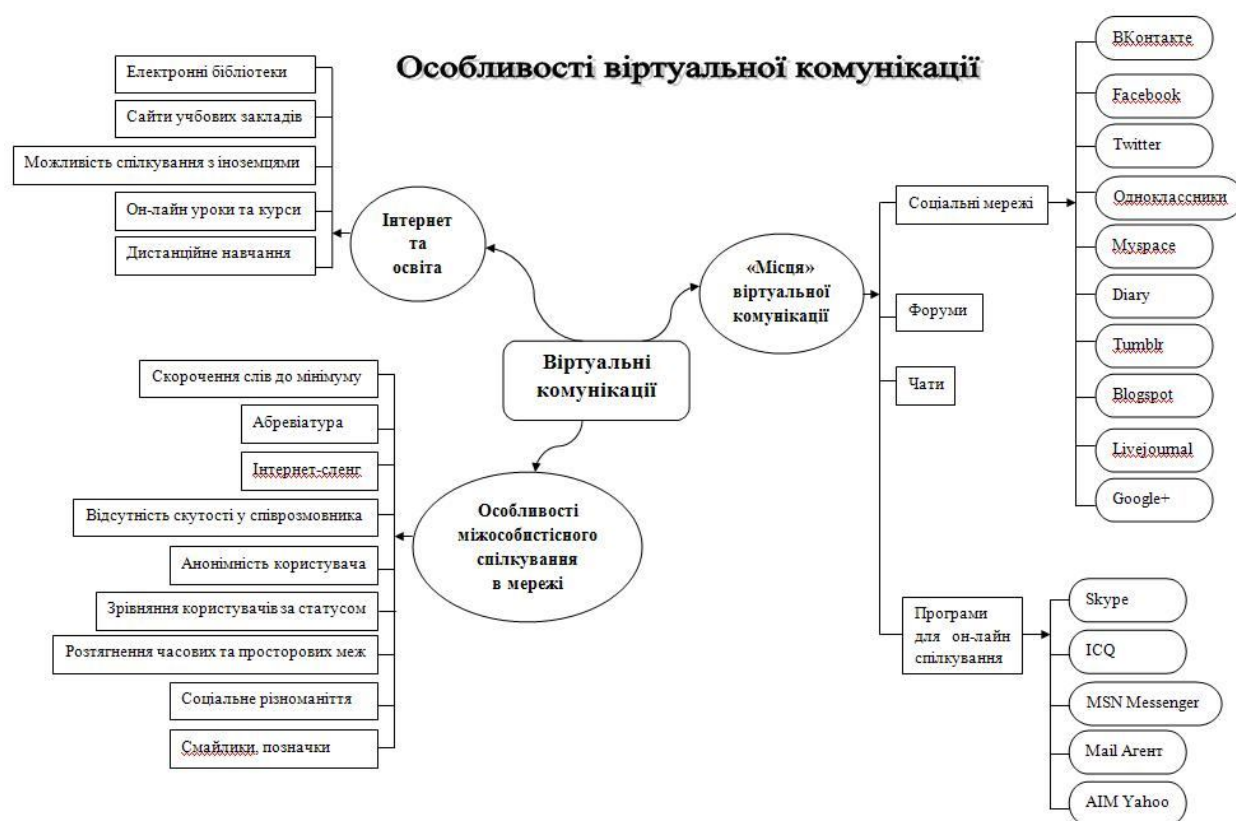 Особливості віртуальної комунікації
Електронні бібліотеки
Сайти учбових закладів
Можливість спілкування з іноземцями
Он-лайн уроки та курси
Дистанційне навчання
Інтернет
та
освіта
«Місця»
віртуальної
комунікації
Віртуальні
комунікації
Скорочення слів до мінімуму
Абревіатура
Інтернет-сленг
Відсутність скутості у співрозмовника
Анонімність користувача
Зрівняння користувачів за статусом
Розтягнення часових та просторових меж
Соціальне різноманіття
Смайлики, позначки
Особливості
міжособистісного
спілкування
в мережі
Соціальні мережі
Форуми
Чати
Програми
для он-лайн
спілкування
ВКонтакте
Facebook
Twitter
Одноклассники
Myspace
Diary
Tumblr
Blogspot
Livejournal
Google+
Skype
ICQ
MSN Messenger
Mail Агент
AIM Yahoo